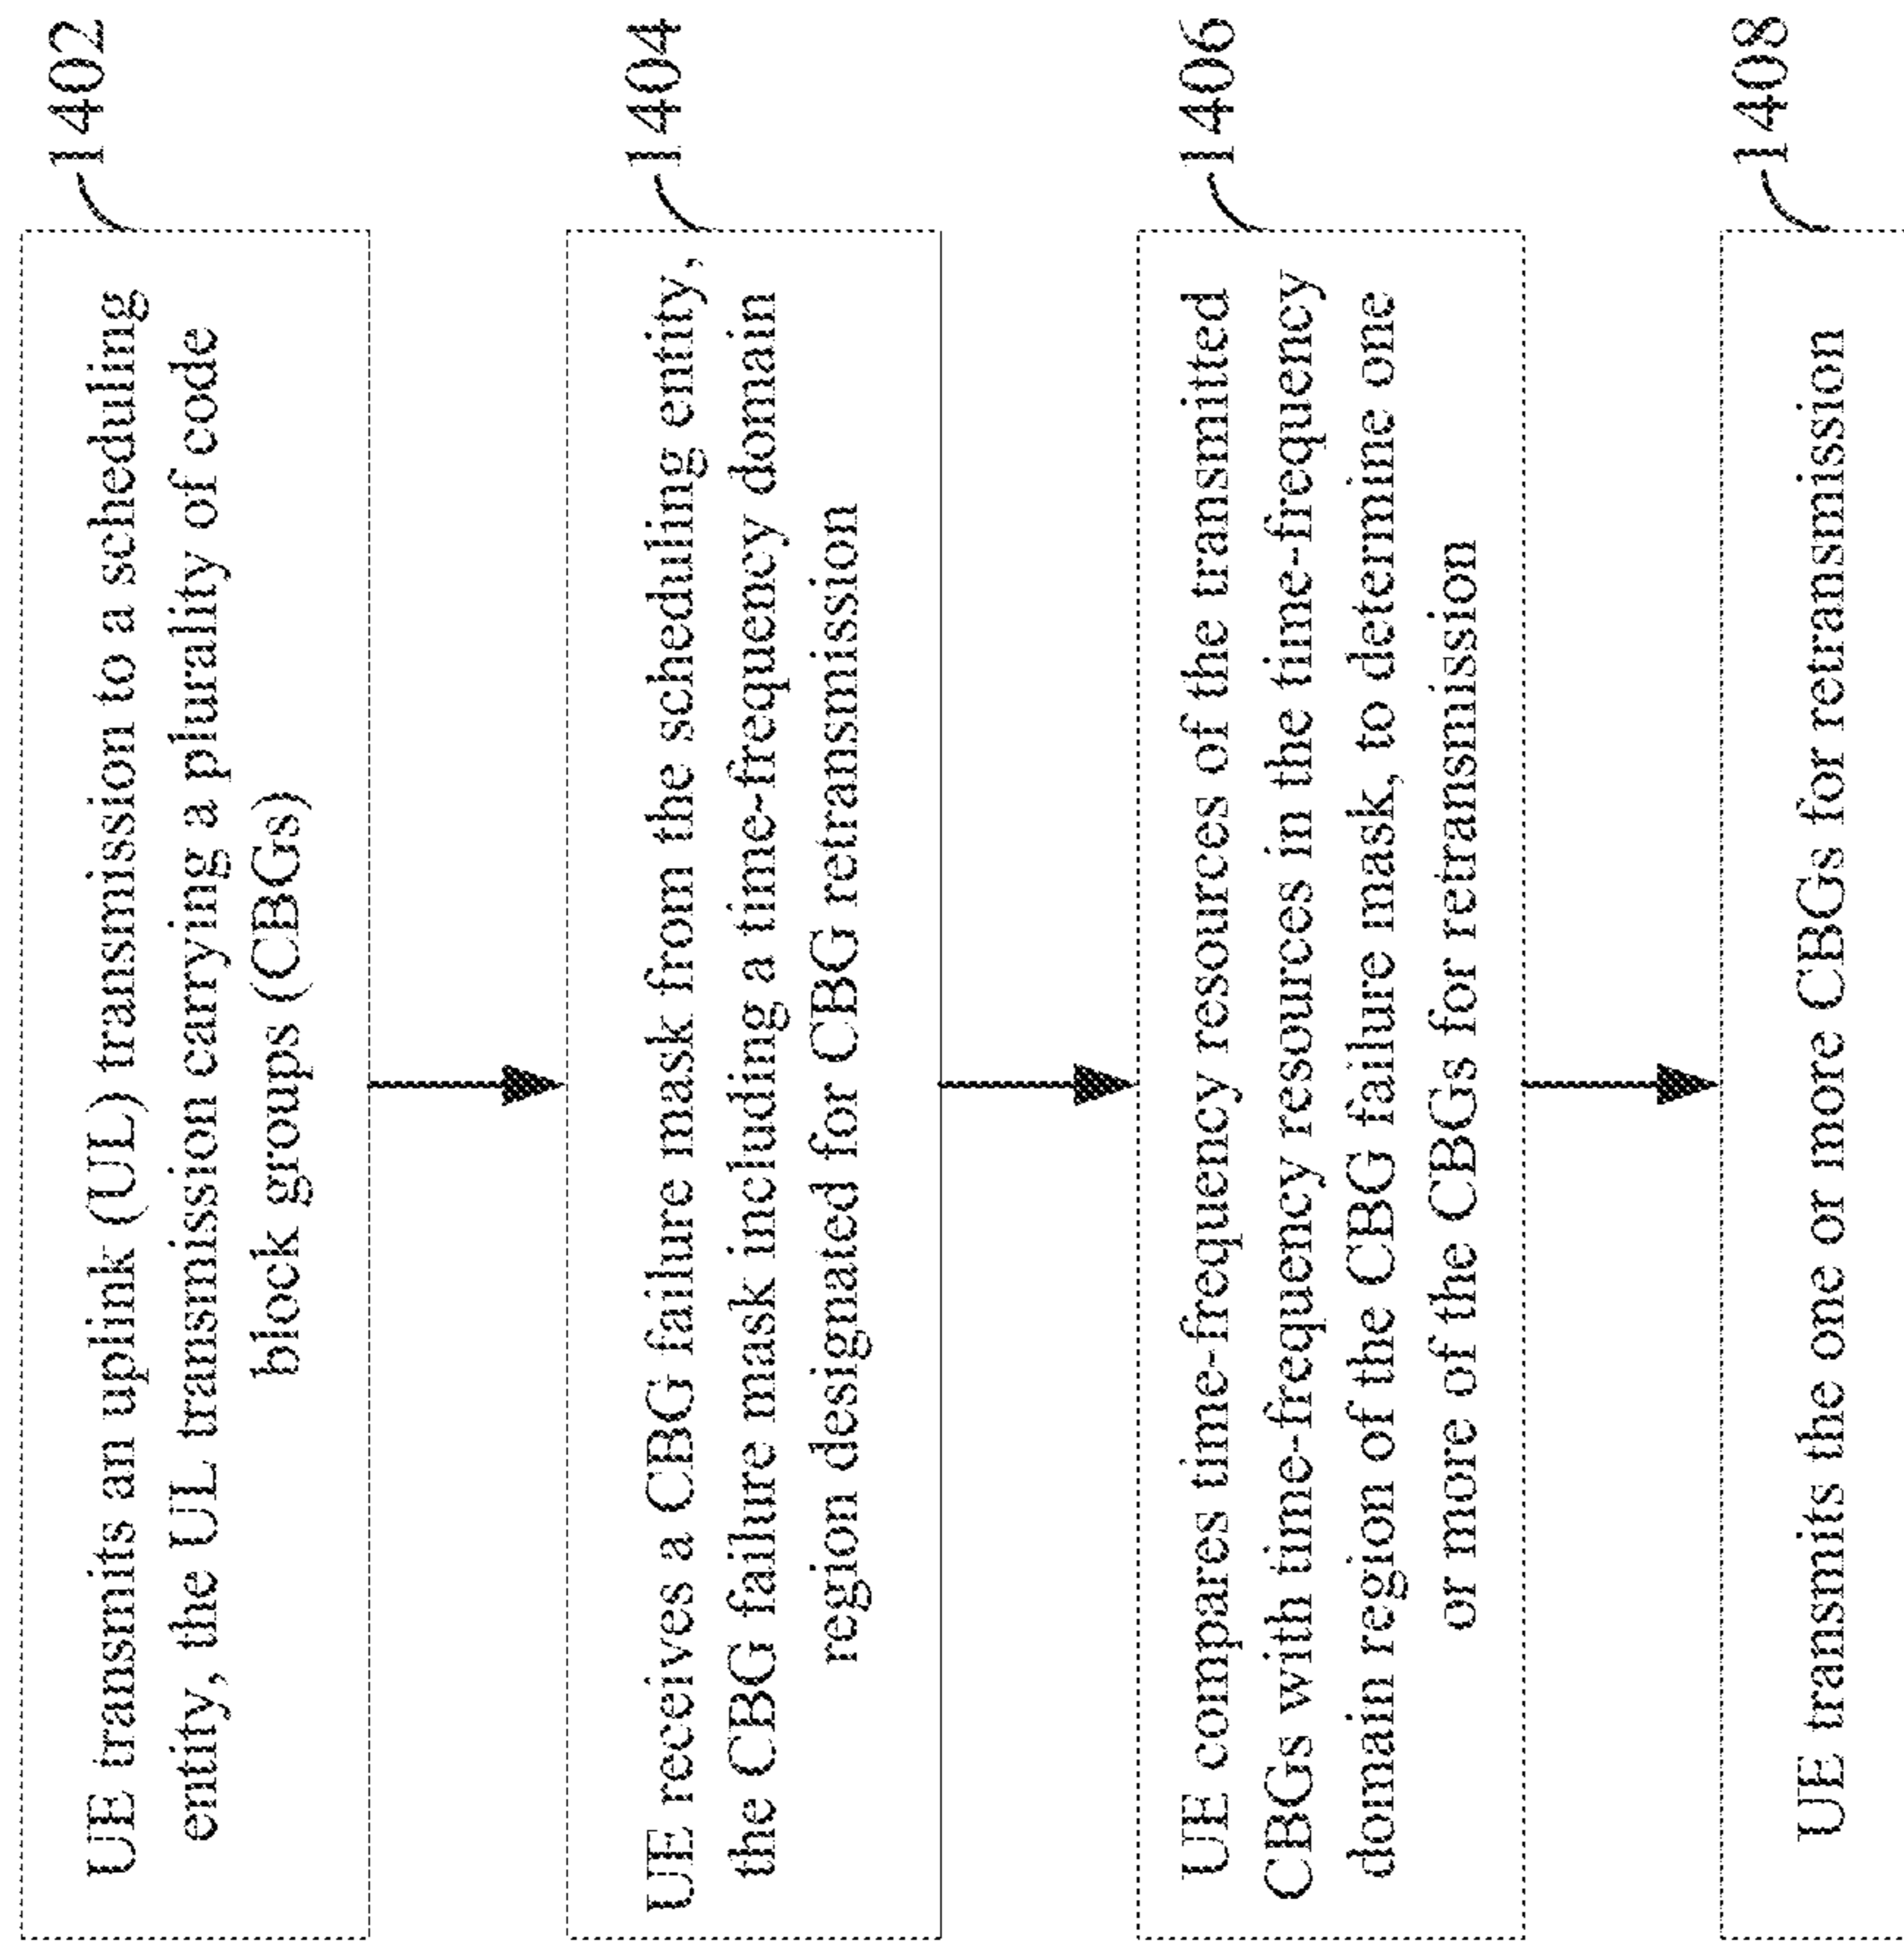 UE transmits an uplink (UL) transmission to a scheduling
entity, the UL transmission carrying a plurality of code
block groups (CBGs)
1402
UE receives a CBG failure mask from the scheduling entity,
the CBG failure mask including a time-frequency domain
region designated for CBG retransmission
1404
UE compares time-frequency resources of the transmitted
CBGs with time-frequency resources in the time-frequency
domain region of the CBG failure mask, to determine one
or more of the CBGs for retransmission
1406
UE transmits the one or more CBGs for retransmission
1408